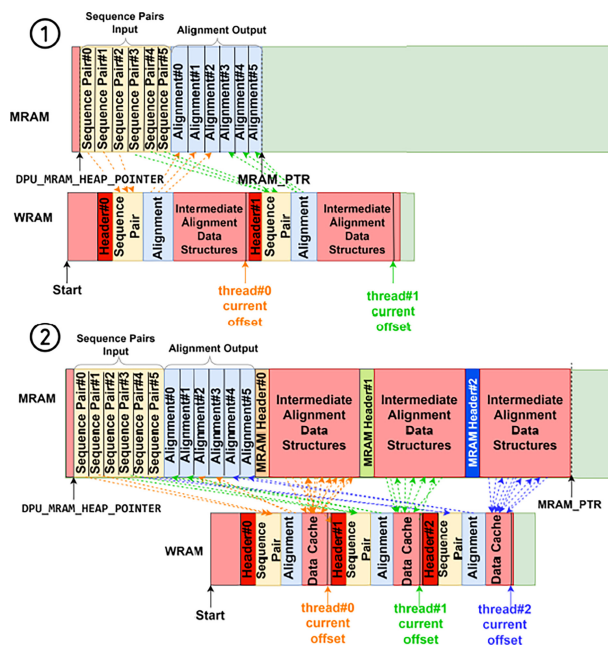 1
Sequence Pairs
Input
Alignment Output
MRAM
Sequence Pair#0
Sequence Pair#1
Sequence Pair#2
Sequence Pair#3
Sequence Pair#4
Sequence Pair#5
Alignment#0
Alignment#1
Alignment#2
Alignment#3
Alignment#4
Alignment#5
DPU_MRAM_HEAP_POINTER
MRAM_PTR
WRAM
Header#0
Sequence
Pair
Alignment
Intermediate
Alignment
Data
Structures
Header#1
Sequence
Pair
Alignment
Intermediate
Alignment
Data
Structures
Start
thread#0
current
offset
thread#1
current
offset
2
Sequence Pairs
Input
Alignment Output
MRAM
Sequence Pair#0
Sequence Pair#1
Sequence Pair#2
Sequence Pair#3
Sequence Pair#4
Sequence Pair#5
Alignment#0
Alignment#1
Alignment#2
Alignment#3
Alignment#4
Alignment#5
MRAM Header#0
Intermediate
Alignment
Data
Structures
MRAM Header#1
Intermediate
Alignment
Data
Structures
MRAM Header#2
Intermediate
Alignment
Data
Structures
DPU_MRAM_HEAP_POINTER
MRAM_PTR
WRAM
Header#0
Sequence
Pair
Alignment
Data Cache
Header#1
Sequence
Pair
Alignment
Data Cache
Header#2
Sequence
Pair
Alignment
Data Cache
Start
thread#0
current
offset
thread#1
current
offset
thread#2
current
offset